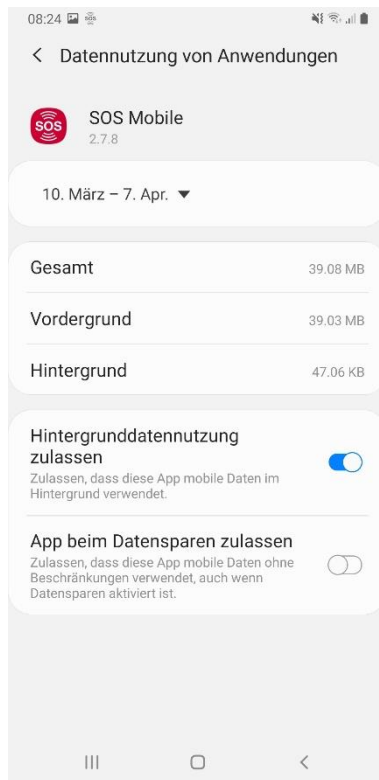 08:24
Datennutzung von Anwendungen
SOS
SOS Mobile
2.7.8
10. März – 7. Apr.
Gesamt
39.08 MB
Vordergrund
39.03 MB
Hintergrund
47.06 KB
Hintergrunddatennutzung
zulassen
Zulassen, dass diese App mobile Daten im
Hintergrund verwendet.
App beim Datensparen zulassen
Zulassen, dass diese App mobile Daten ohne
Beschränkungen verwendet, auch wenn
Datensparen aktiviert ist.